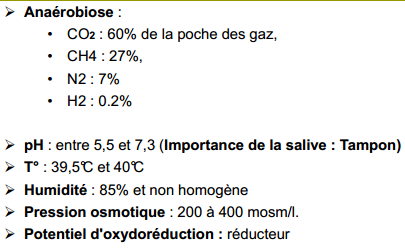 ➢ Anaérobiose :
• CO₂ : 60% de la poche des gaz,
• CH4 : 27%,
• N2 : 7%
• H2 : 0.2%
➢ pH : entre 5,5 et 7,3 (Importance de la salive : Tampon)
➢ T° : 39,5℃ et 40℃
➢ Humidité : 85% et non homogène
➢ Pression osmotique : 200 à 400 mosm/l.
➢ Potentiel d'oxydoréduction : réducteur